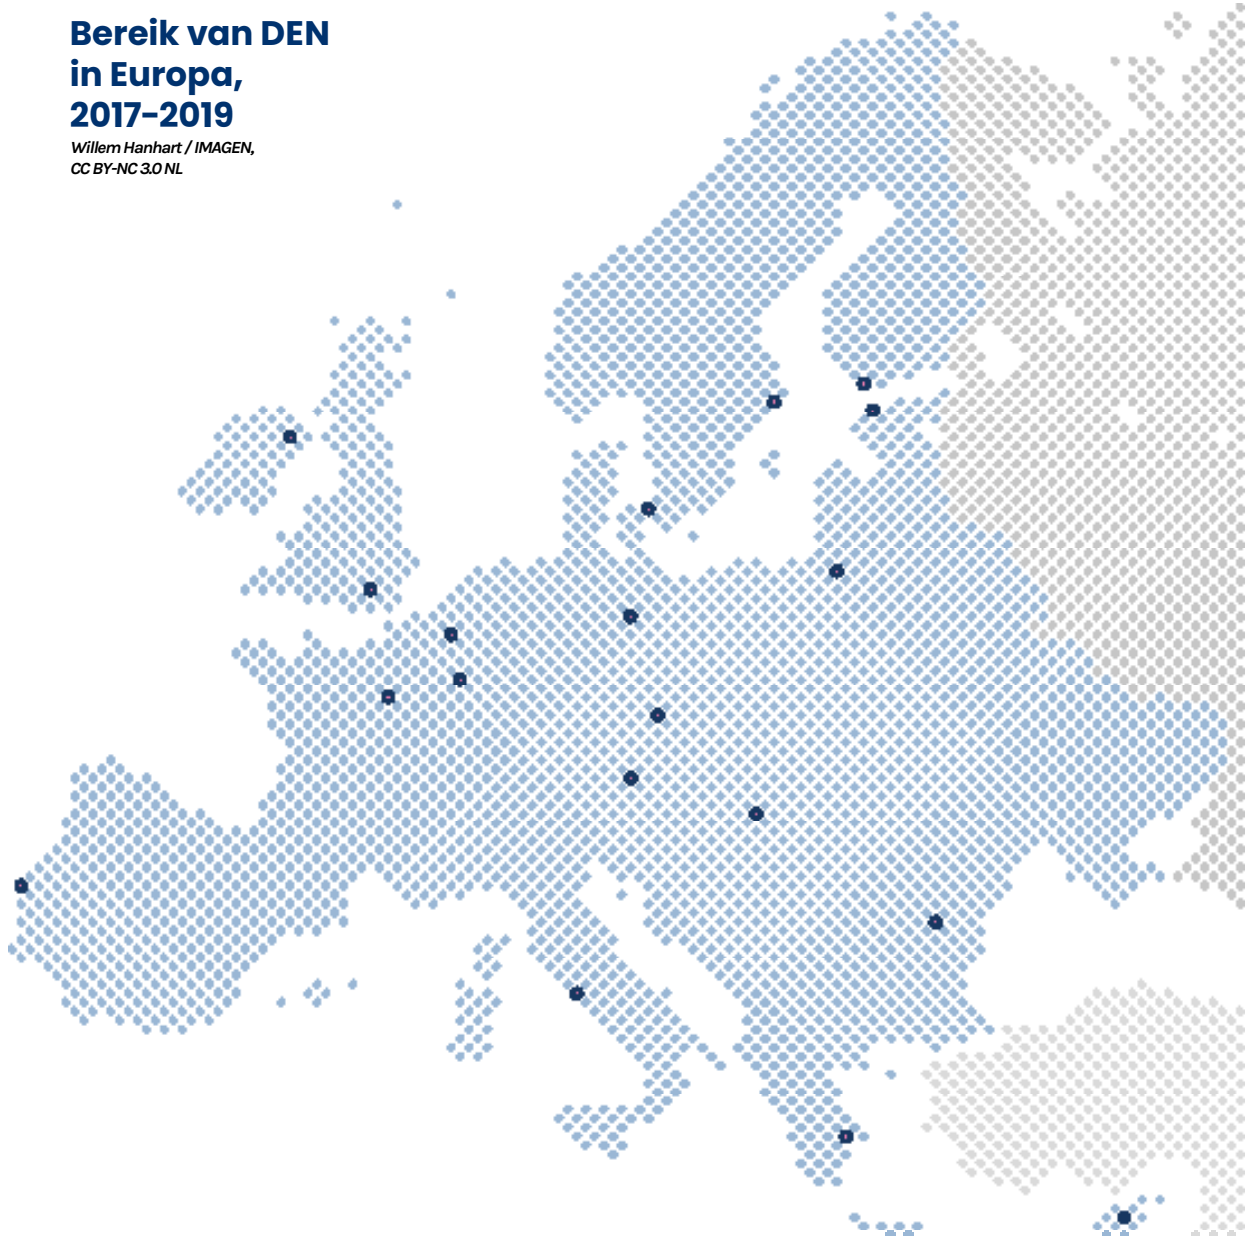 Bereik van DEN
in Europa,
2017-2019
Willem Hanhart / IMAGEN,
CC BY-NC 3.0 NL